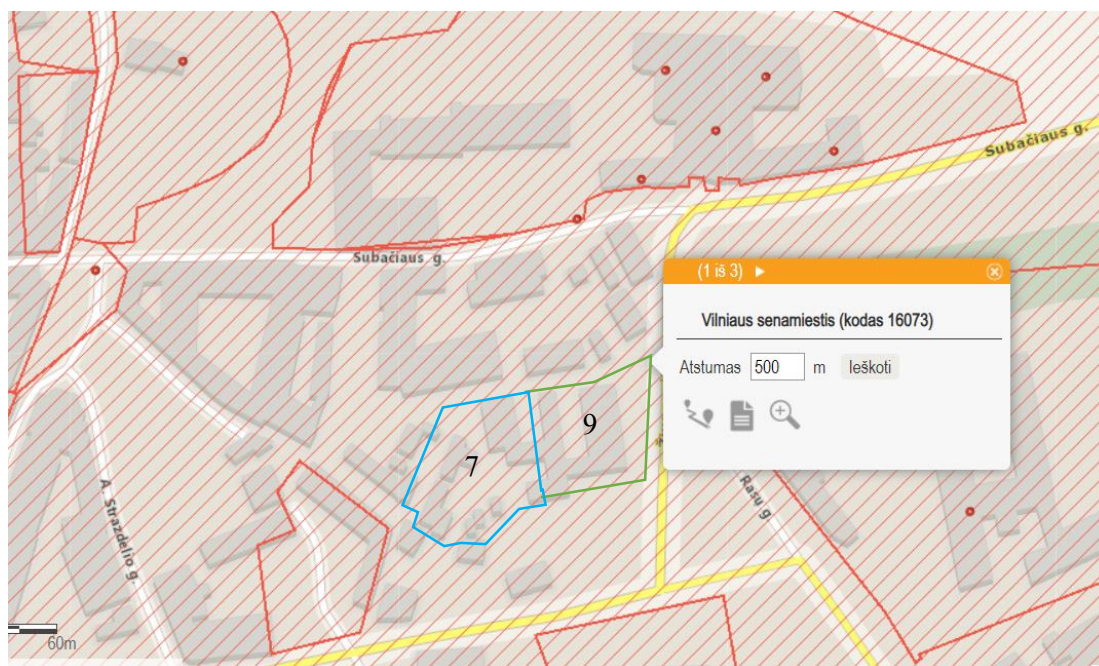 Subačiaus g.
Subačiaus g.
(1 iš 3)
Vilniaus senamiestis (kodas 16073)
Atstumas 500 m Ieškoti
9
7
A. Strazdelio g.
Rasų g.
60m